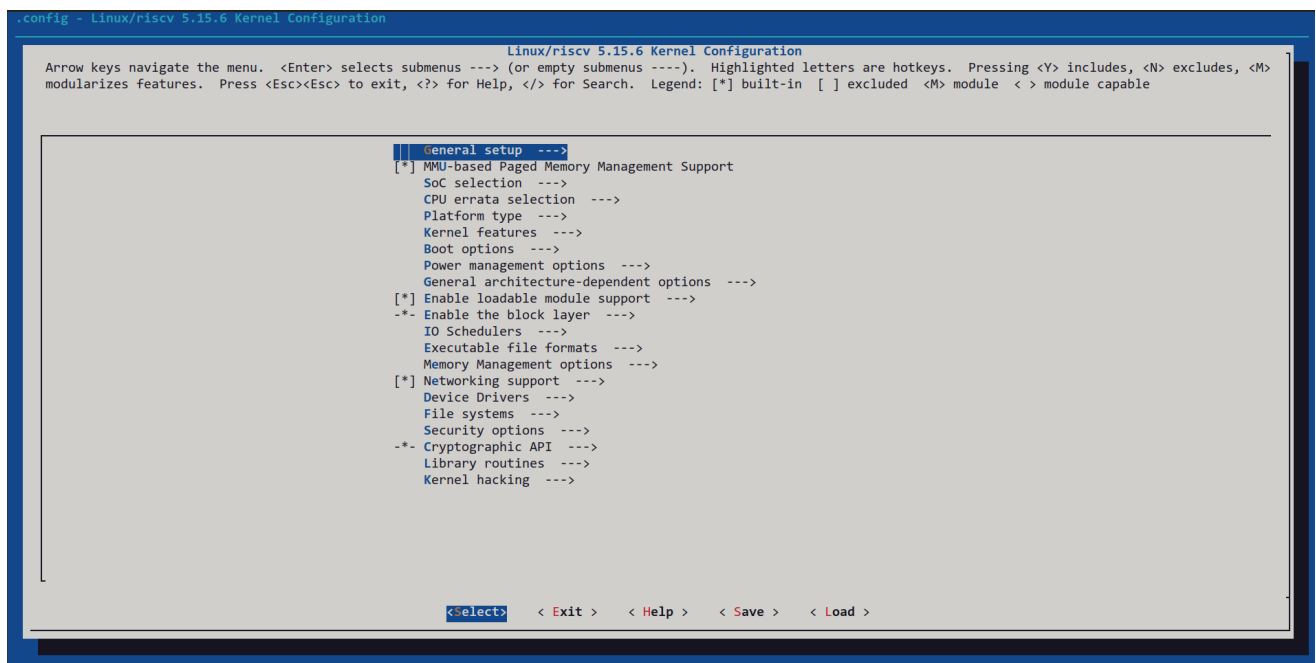 .config - Linux/riscv 5.15.6 Kernel Configuration
Linux/riscv 5.15.6 Kernel Configuration
Arrow keys navigate the menu.  <Enter> selects submenus ---> (or empty submenus ----).  Highlighted letters are hotkeys.  Pressing <Y> includes, <N> excludes, <M>
modularizes features.  Press <Esc><Esc> to exit, <?> for Help, </> for Search.  Legend: [*] built-in  [ ] excluded  <M> module  < > module capable
General setup  --->
[*] MMU-based Paged Memory Management Support
SoC selection  --->
CPU errata selection  --->
Platform type  --->
Kernel features  --->
Boot options  --->
Power management options  --->
General architecture-dependent options  --->
[*] Enable loadable module support  --->
-*- Enable the block layer  --->
IO Schedulers  --->
Executable file formats  --->
Memory Management options  --->
[*] Networking support  --->
Device Drivers  --->
File systems  --->
Security options  --->
-*- Cryptographic API  --->
Library routines  --->
Kernel hacking  --->
<Select>    < Exit >    < Help >    < Save >    < Load >